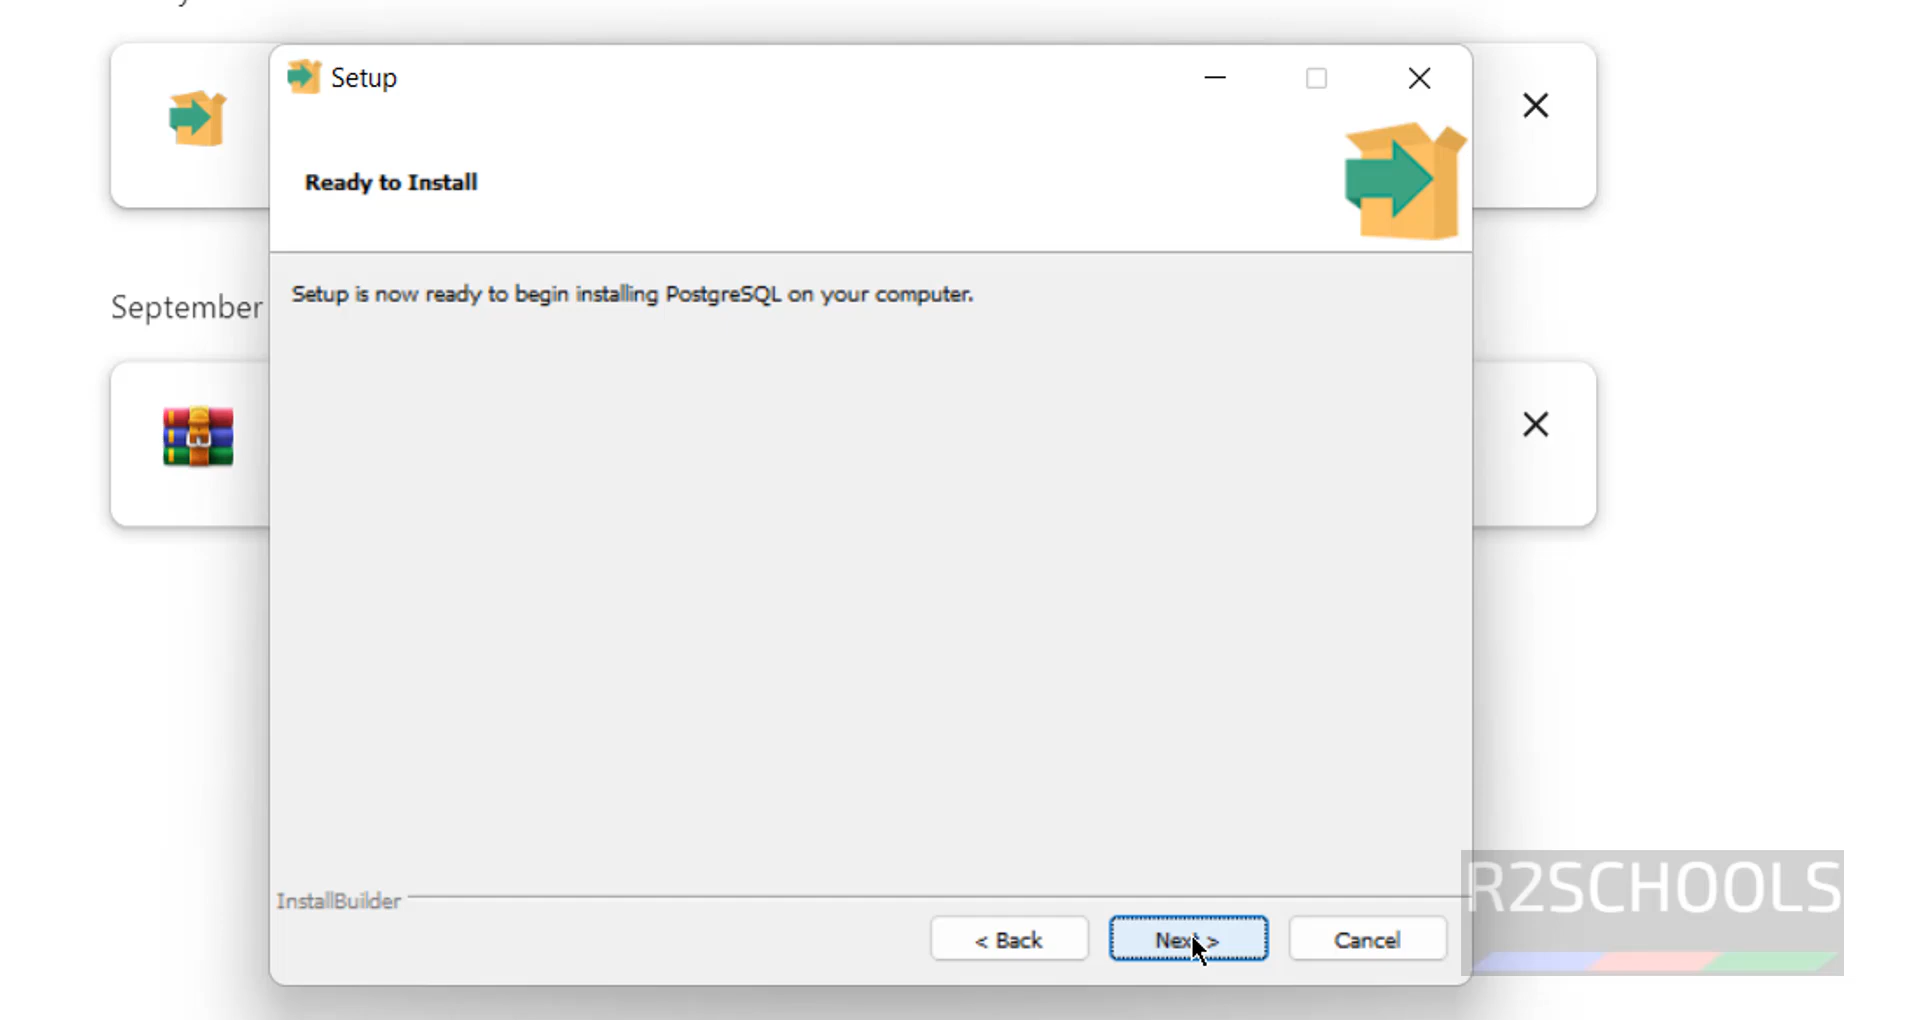 Setup
Ready to Install
September
Setup is now ready to begin installing PostgreSQL on your computer.
InstallBuilder
< Back
Next >
Cancel
R2SCHOOLS